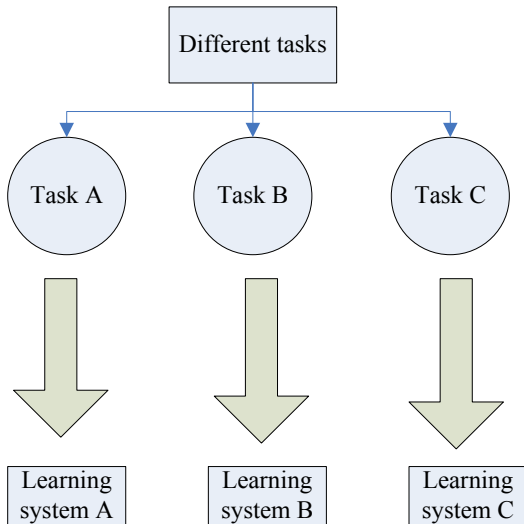 Different tasks
Task A
Task B
Task C
Learning
system A
Learning
system B
Learning
system C